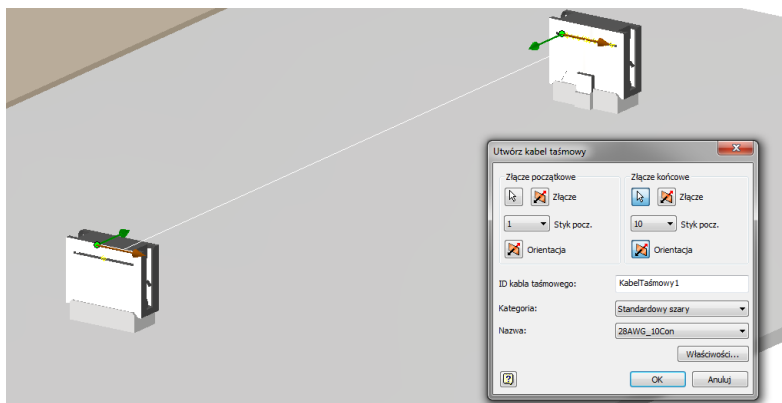 Utwórz kabel taśmowy
Złącze początkowe
Złącze końcowe
Złącze
Złącze
1 Styk pocz.
10 Styk pocz.
Orientacja
Orientacja
ID kabla taśmowego: KabelTaśmowy1
Kategoria: Standardowy szary
Nazwa: 28AWG_10Con
Właściwości...
OK Anuluj